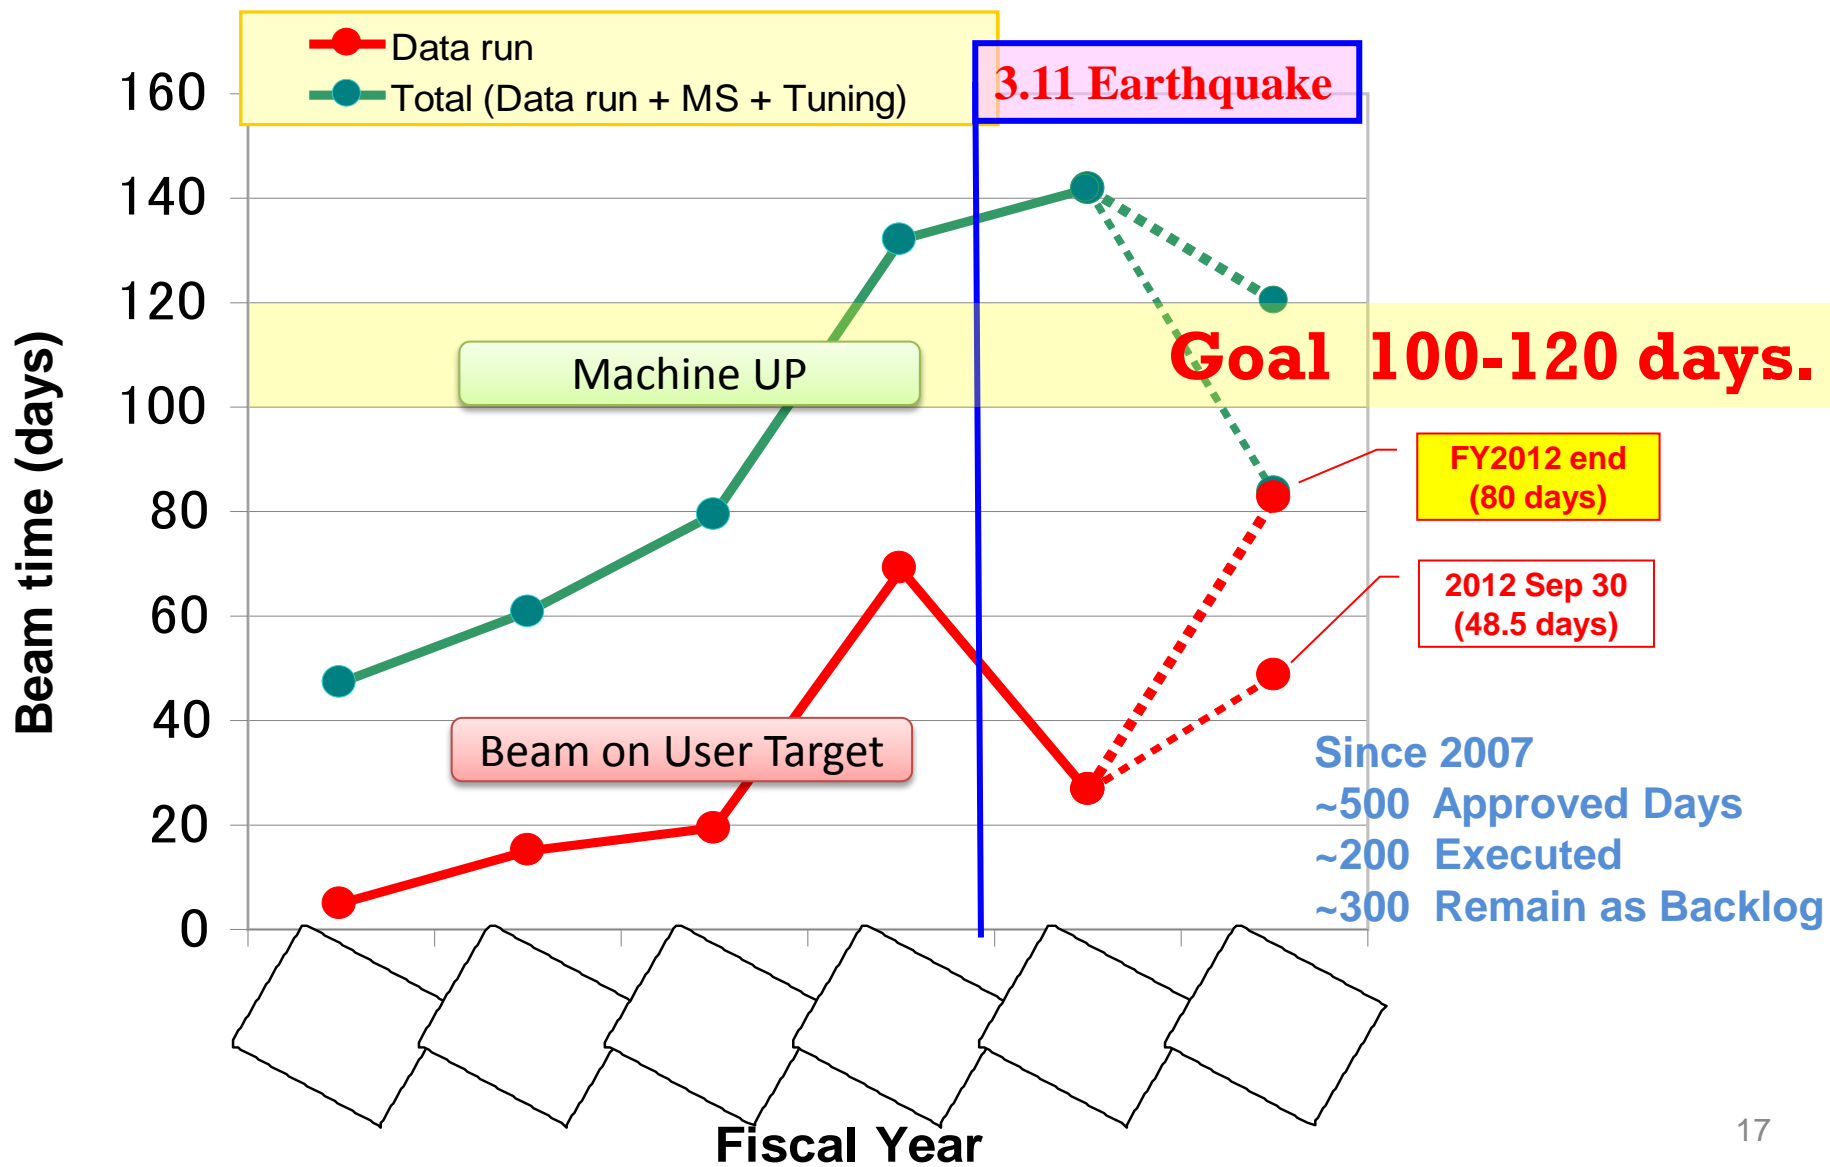 Data run
Total (Data run + MS + Tuning)
3.11 Earthquake
160
140
120
100
80
60
40
20
0
Beam time (days)
Machine UP
Goal 100-120 days.
FY2012 end
(80 days)
2012 Sep 30
(48.5 days)
Beam on User Target
Since 2007
~500 Approved Days
~200 Executed
~300 Remain as Backlog
Fiscal Year
17